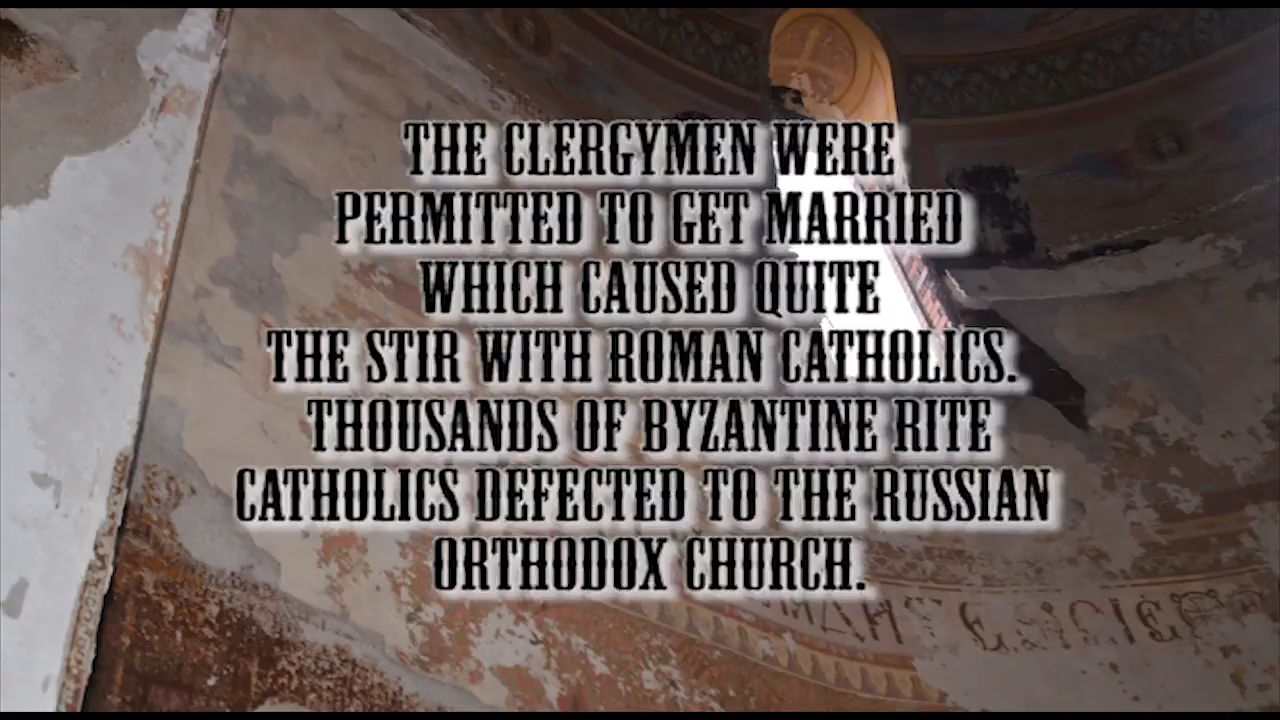 THE CLERGYMEN WERE
PERMITTED TO GET MARRIED
WHICH CAUSED QUITE
THE STIR WITH ROMAN CATHOLICS.
THOUSANDS OF BYZANTINE RITE
CATHOLICS DEFECTED TO THE RUSSIAN
ORTHODOX CHURCH.